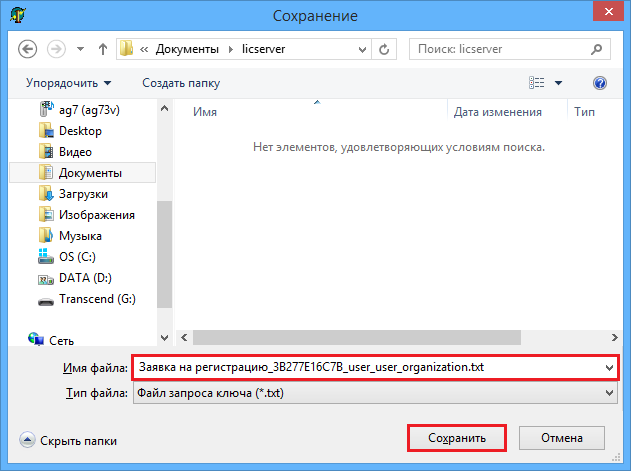 Сохранение
« Документы › licserver
Поиск: licserver
Упорядочить
Создать папку
ag7 (ag73v)
Desktop
Видео
Документы
Загрузки
Изображения
Музыка
OS (C:)
DATA (D:)
Transcend (G:)
Сеть
Имя
Дата изменения
Тип
Нет элементов, удовлетворяющих условиям поиска.
Имя файла: Заявка на регистрацию_3B277E16C7B_user_user_organization.txt
Тип файла: Файл запроса ключа (*.txt)
Скрыть папки
Сохранить
Отмена